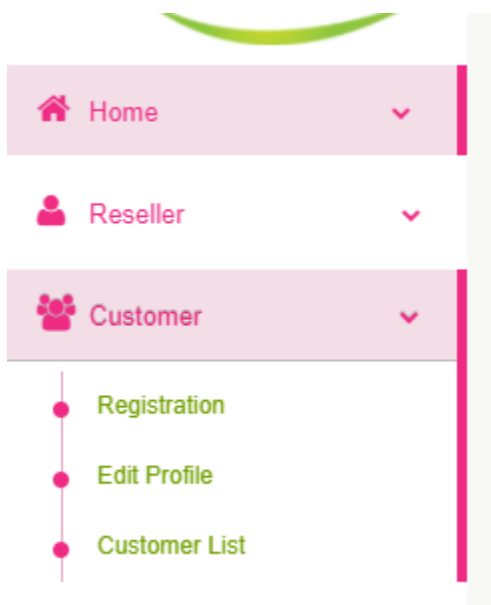 Home
Reseller
Customer
Registration
Edit Profile
Customer List